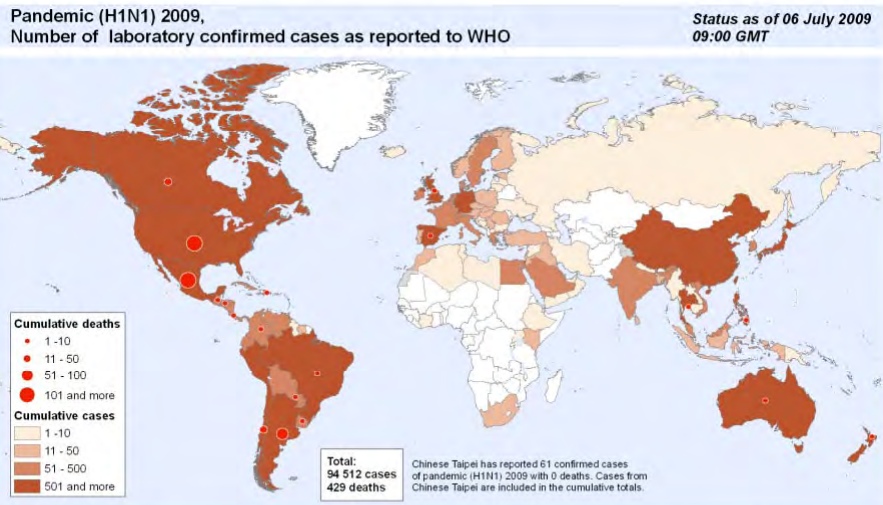 Pandemic (H1N1) 2009,
Number of laboratory confirmed cases as reported to WHO
Status as of 06 July 2009
09:00 GMT
Cumulative deaths
1 -10
11 - 50
51 - 100
101 and more
Cumulative cases
1 -10
11 - 50
51 - 500
501 and more
Total:
94 512 cases
429 deaths
Chinese Taipei has reported 61 confirmed cases
of pandemic (H1N1) 2009 with 0 deaths. Cases from
Chinese Taipei are included in the cumulative totals.